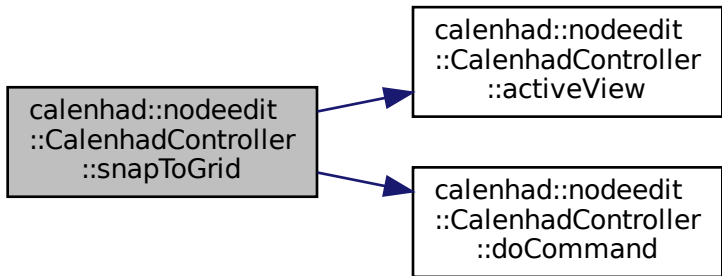 calenhad::nodeedit
::CalenhadController
::snapToGrid
calenhad::nodeedit
::CalenhadController
::activeView
calenhad::nodeedit
::CalenhadController
::doCommand